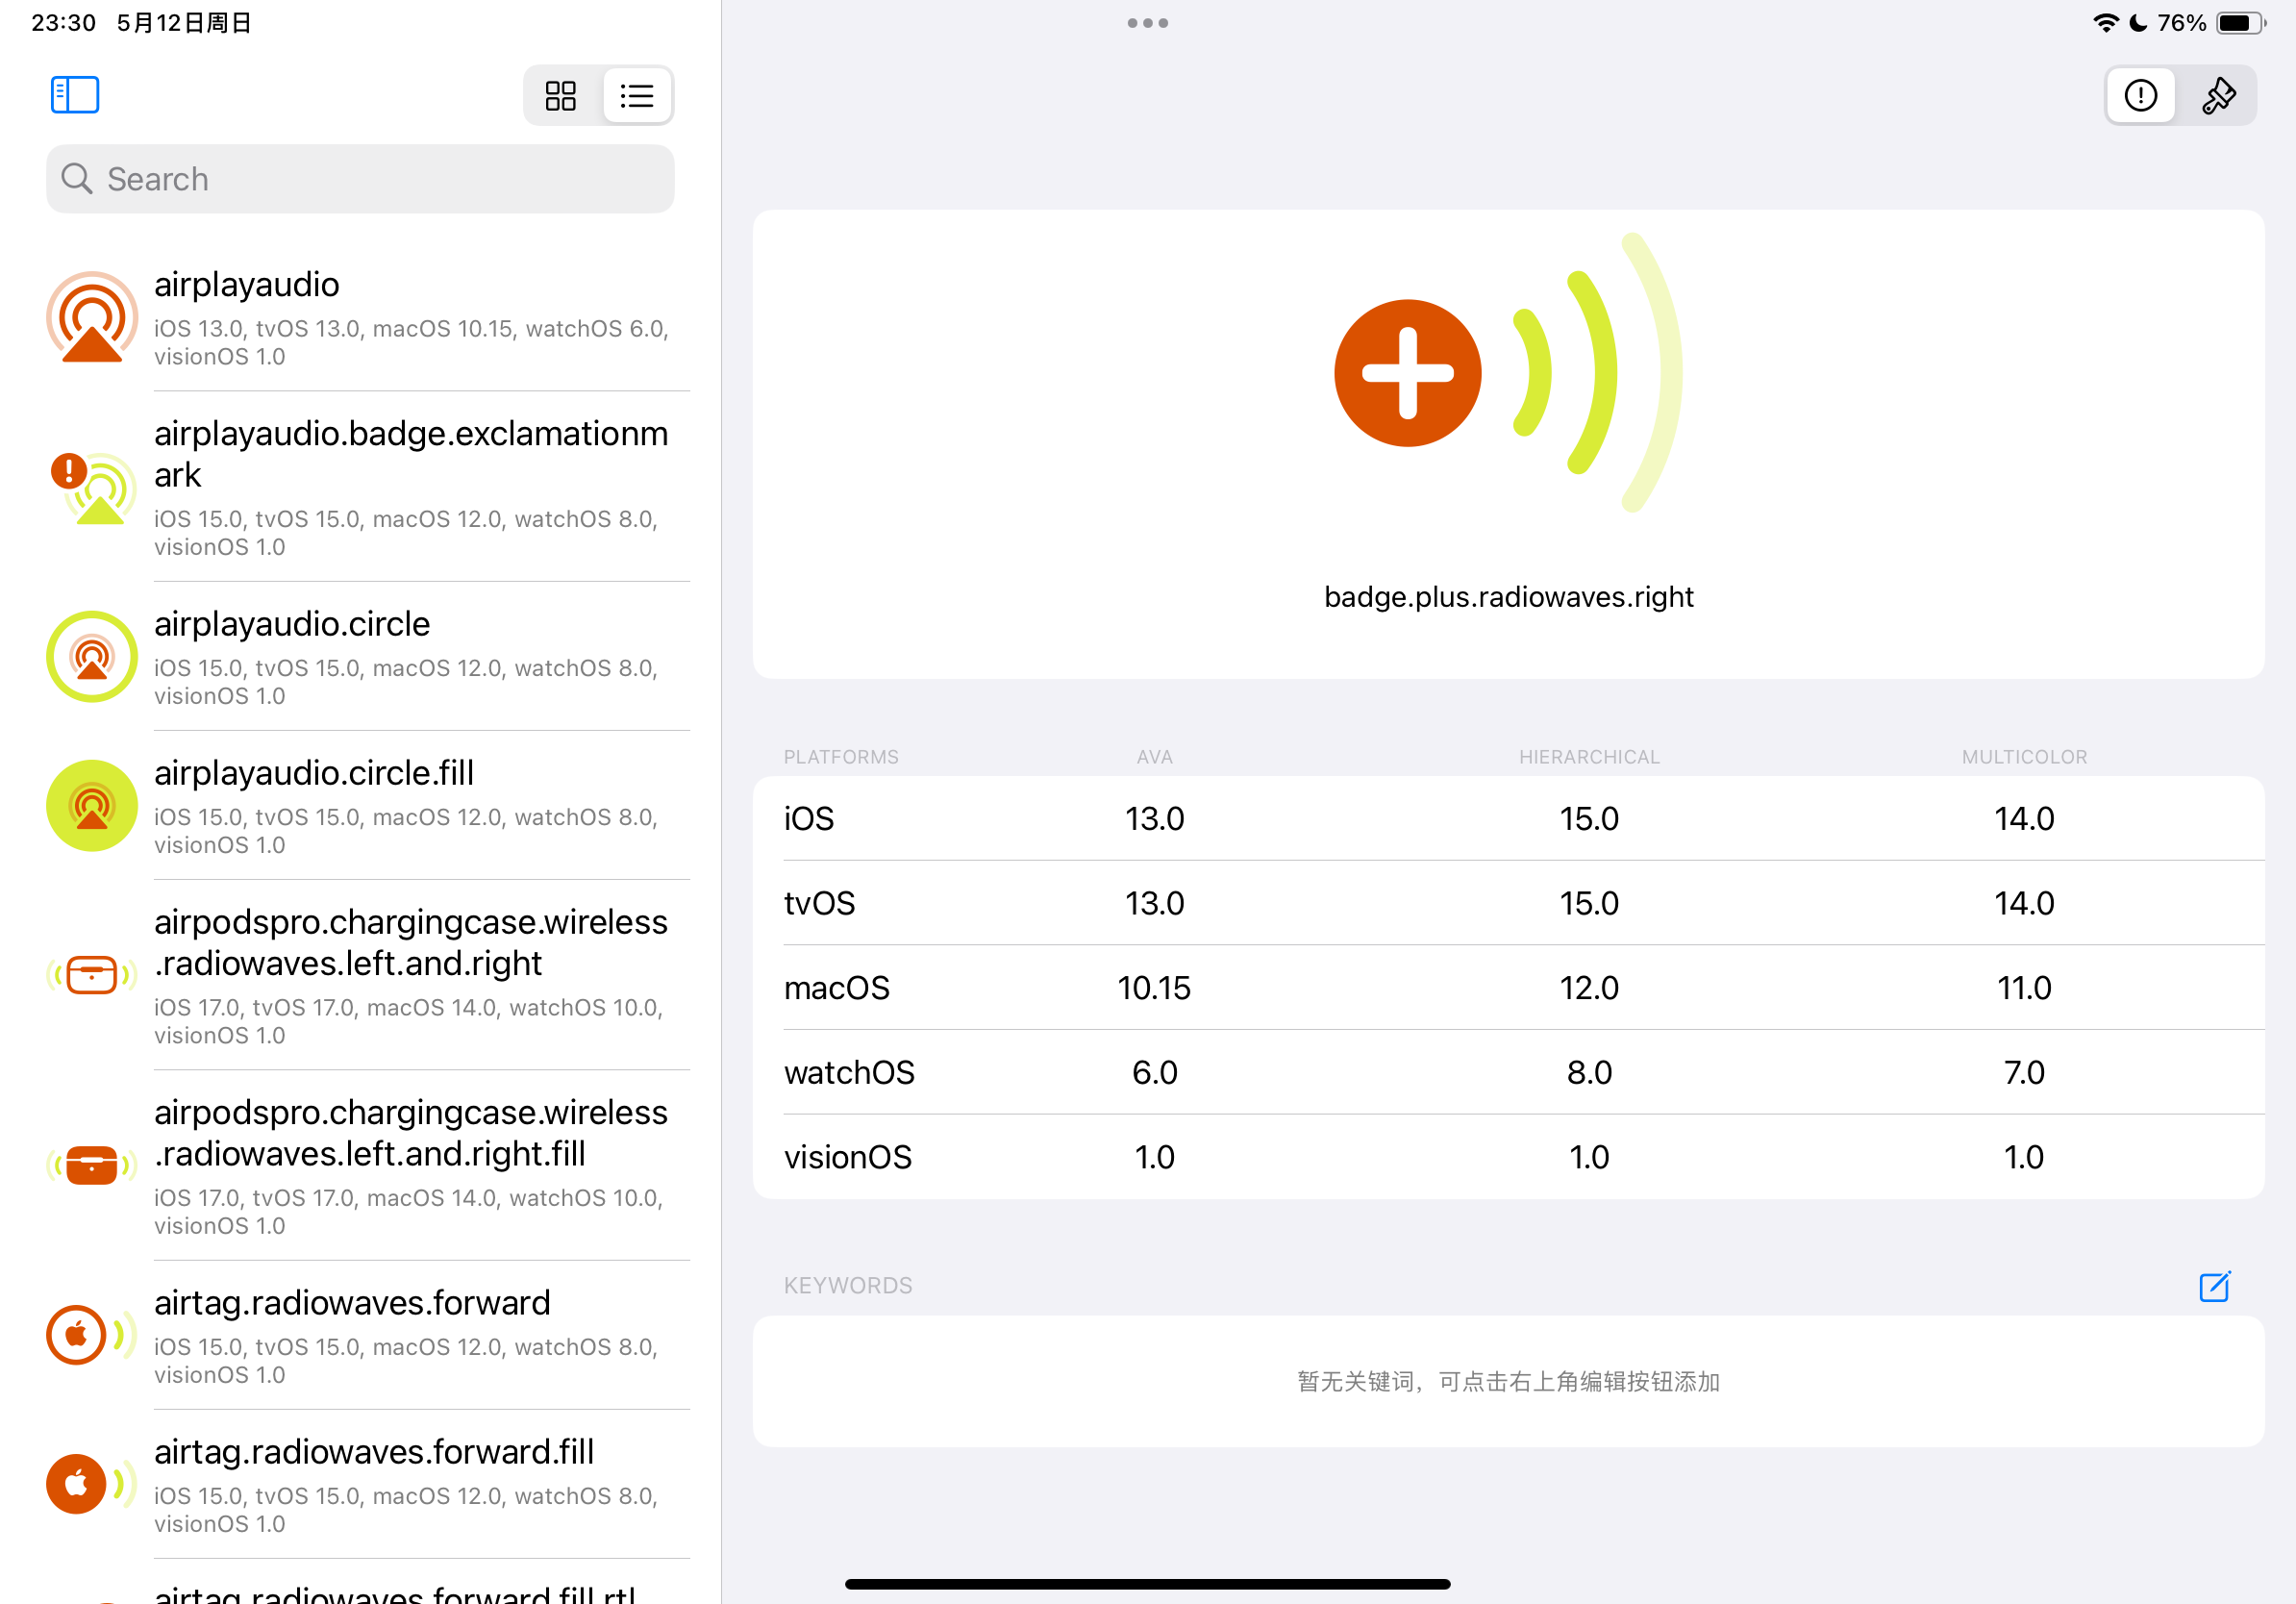 23:30 5月12日周日
76%
Search
airplayaudio
iOS 13.0, tvOS 13.0, macOS 10.15, watchOS 6.0,
visionOS 1.0
airplayaudio.badge.exclamationm
ark
iOS 15.0, tvOS 15.0, macOS 12.0, watchOS 8.0,
visionOS 1.0
airplayaudio.circle
iOS 15.0, tvOS 15.0, macOS 12.0, watchOS 8.0,
visionOS 1.0
airplayaudio.circle.fill
iOS 15.0, tvOS 15.0, macOS 12.0, watchOS 8.0,
visionOS 1.0
airpodspro.chargingcase.wireless
.radiowaves.left.and.right
iOS 17.0, tvOS 17.0, macOS 14.0, watchOS 10.0,
visionOS 1.0
airpodspro.chargingcase.wireless
.radiowaves.left.and.right.fill
iOS 17.0, tvOS 17.0, macOS 14.0, watchOS 10.0,
visionOS 1.0
airtag.radiowaves.forward
iOS 15.0, tvOS 15.0, macOS 12.0, watchOS 8.0,
visionOS 1.0
airtag.radiowaves.forward.fill
iOS 15.0, tvOS 15.0, macOS 12.0, watchOS 8.0,
visionOS 1.0
airtag.radiowaves.forward.fill.rtl
badge.plus.radiowaves.right
PLATFORMS AVA HIERARCHICAL MULTICOLOR
iOS 13.0 15.0 14.0
tvOS 13.0 15.0 14.0
macOS 10.15 12.0 11.0
watchOS 6.0 8.0 7.0
visionOS 1.0 1.0 1.0
KEYWORDS
暂无关键词，可点击右上角编辑按钮添加